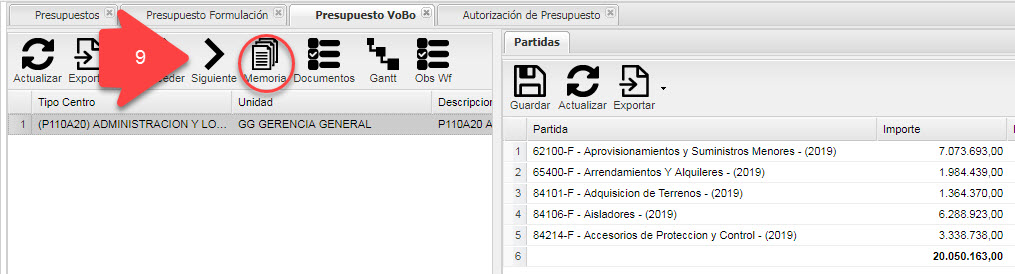 Presupuestos Presupuesto Formulación Presupuesto VoBo Autorización de Presupuesto
9
Actualizar Siguiente Memoria Documentos Gantt Obs Wf
Tipo Centro Unidad Descripcion
1 (P110A20) ADMINISTRACION Y LO... GG GERENCIA GENERAL P110A20 A
Partidas
Guardar Actualizar Exportar
Partida Importe
1 62100-F - Aprovisionamientos y Suministros Menores - (2019) 7.073.693,00
2 65400-F - Arrendamientos Y Alquileres - (2019) 1.984.439,00
3 84101-F - Adquisicion de Terrenos - (2019) 1.364.370,00
4 84106-F - Aisladores - (2019) 6.288.923,00
5 84214-F - Accesorios de Proteccion y Control - (2019) 3.338.738,00
6 20.050.163,00